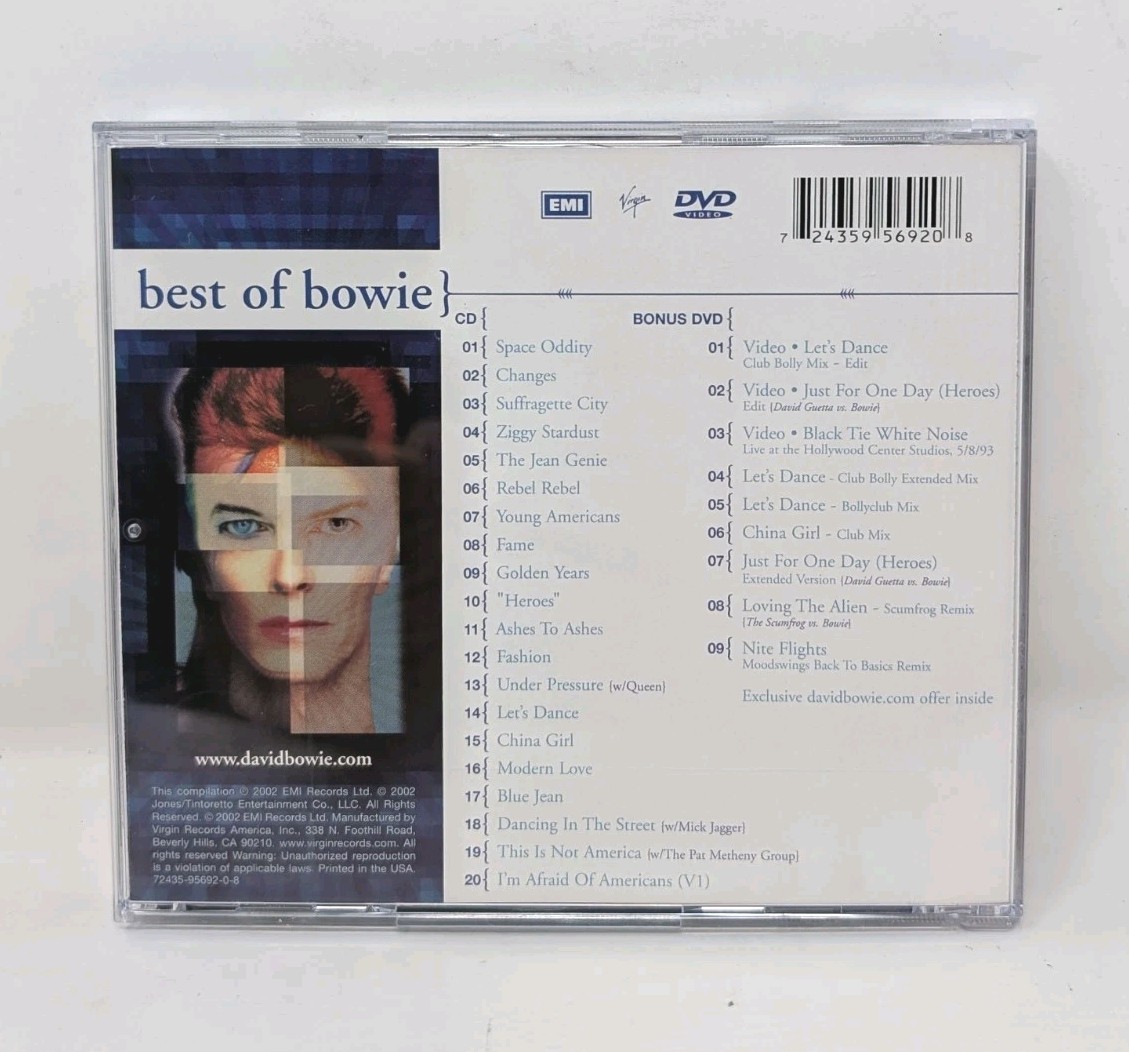 EMI Virgin DVD
VIDEO
7 24359 56920 8
best of bowie}
CD{
01{ Space Oddity
02{ Changes
03{ Suffragette City
04{ Ziggy Stardust
05{ The Jean Genie
06{ Rebel Rebel
07{ Young Americans
08{ Fame
09{ Golden Years
10{ "Heroes"
11{ Ashes To Ashes
12{ Fashion
13{ Under Pressure {w/Queen}
14{ Let's Dance
15{ China Girl
16{ Modern Love
17{ Blue Jean
18{ Dancing In The Street {w/Mick Jagger}
19{ This Is Not America {w/The Pat Metheny Group}
20{ I'm Afraid Of Americans (V1)
BONUS DVD{
01{ Video • Let's Dance
Club Bolly Mix - Edit
02{ Video • Just For One Day (Heroes)
Edit {David Guetta vs. Bowie}
03{ Video • Black Tie White Noise
Live at the Hollywood Center Studios, 5/8/93
04{ Let's Dance - Club Bolly Extended Mix
05{ Let's Dance - Bollyclub Mix
06{ China Girl - Club Mix
07{ Just For One Day (Heroes)
Extended Version {David Guetta vs. Bowie}
08{ Loving The Alien - Scumfrog Remix
{The Scumfrog vs. Bowie}
09{ Nite Flights
Moodswings Back To Basics Remix
Exclusive davidbowie.com offer inside
www.davidbowie.com
This compilation ℗ 2002 EMI Records Ltd. © 2002
Jones/Tintoretto Entertainment Co., LLC. All Rights
Reserved. © 2002 EMI Records Ltd. Manufactured by
Virgin Records America, Inc., 338 N. Foothill Road,
Beverly Hills, CA 90210. www.virginrecords.com. All
rights reserved Warning: Unauthorized reproduction
is a violation of applicable laws. Printed in the USA.
72435-95692-0-8